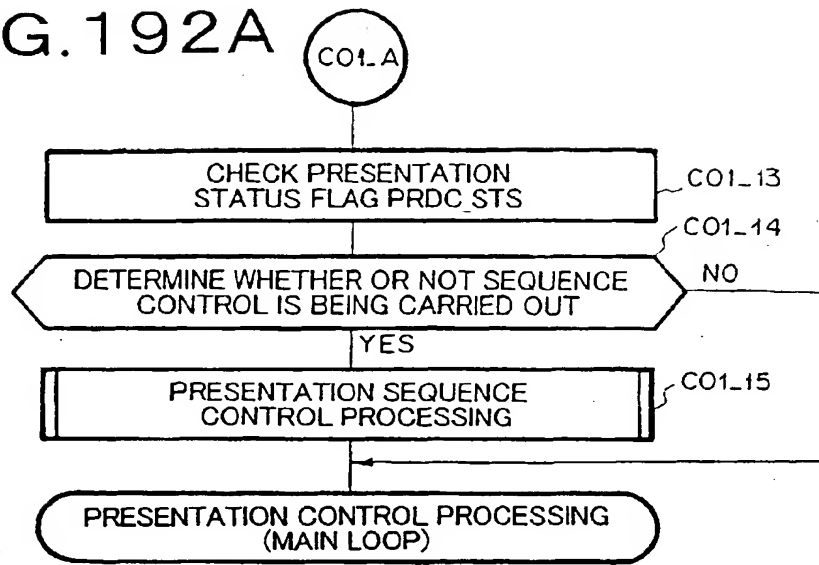 G.192A
C01_A
CHECK PRESENTATION
STATUS FLAG PRDC_STS
C01_13
C01_14
DETERMINE WHETHER OR NOT SEQUENCE
CONTROL IS BEING CARRIED OUT
NO
YES
PRESENTATION SEQUENCE
CONTROL PROCESSING
C01_15
PRESENTATION CONTROL PROCESSING
(MAIN LOOP)